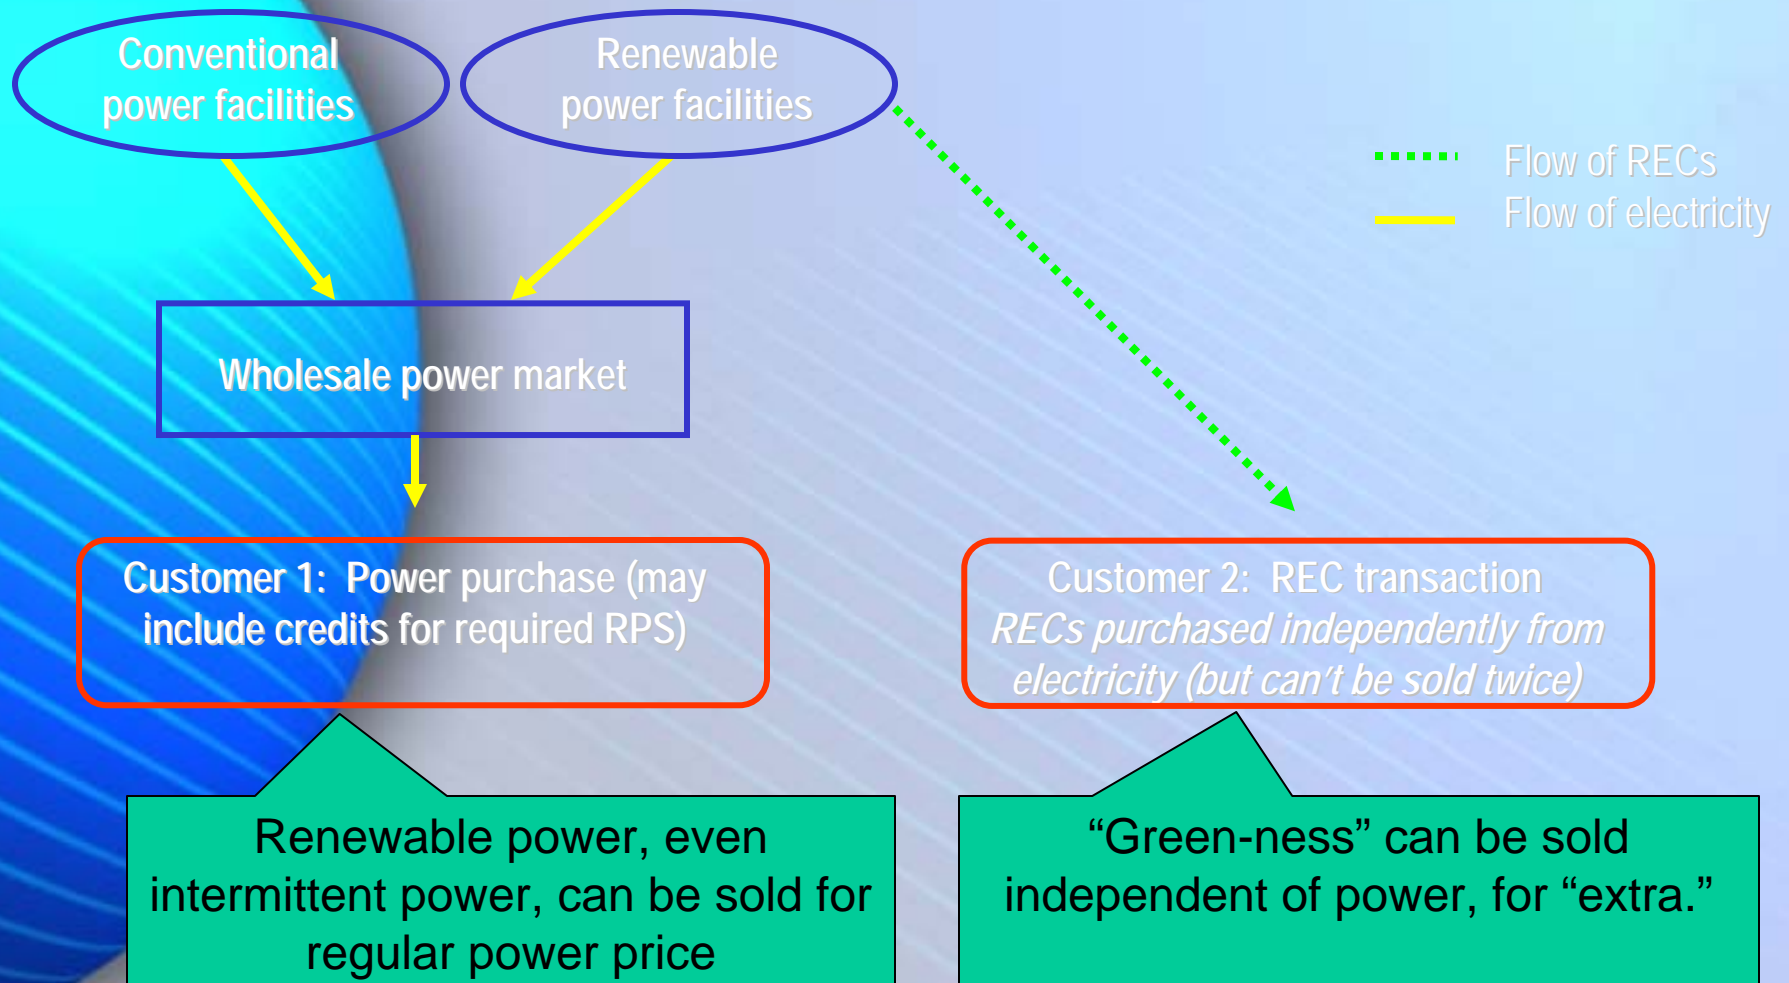 Conventional
power facilities
Renewable
power facilities
Flow of RECs
Flow of electricity
Wholesale power market
Customer 1: Power purchase (may
include credits for required RPS)
Customer 2: REC transaction
RECs purchased independently from
electricity (but can't be sold twice)
Renewable power, even
intermittent power, can be sold for
regular power price
“Green-ness” can be sold
independent of power, for “extra.”